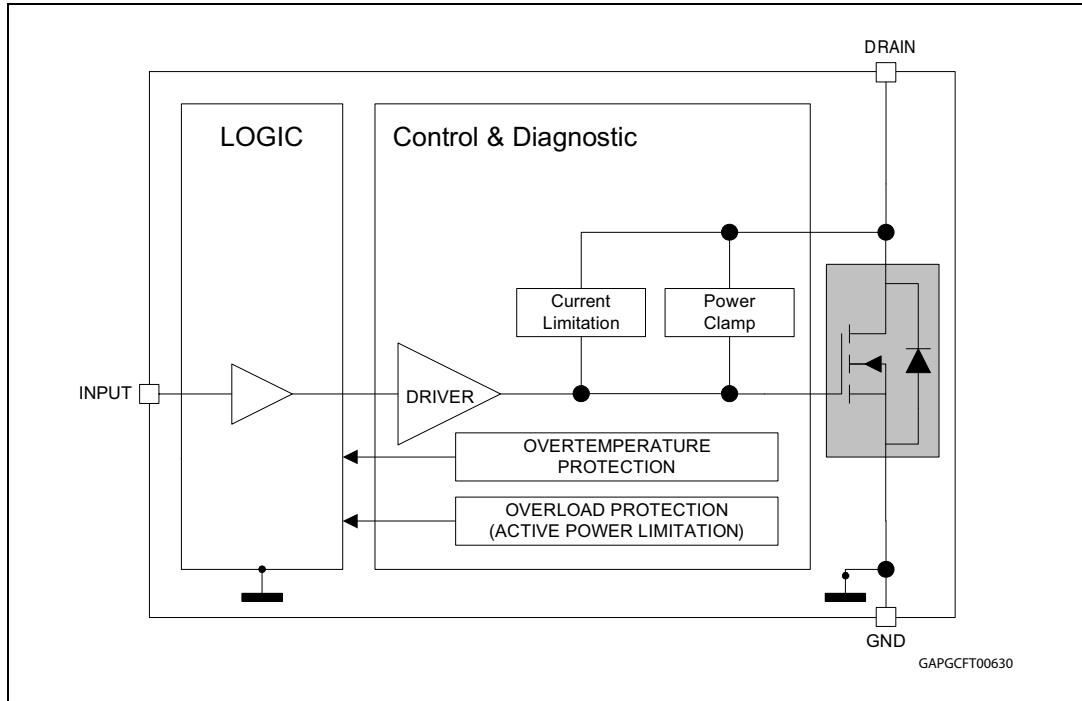 DRAIN
LOGIC
Control & Diagnostic
Current
Limitation
Power
Clamp
INPUT
DRIVER
OVERTEMPERATURE
PROTECTION
OVERLOAD PROTECTION
(ACTIVE POWER LIMITATION)
GND
GAPGCFT00630